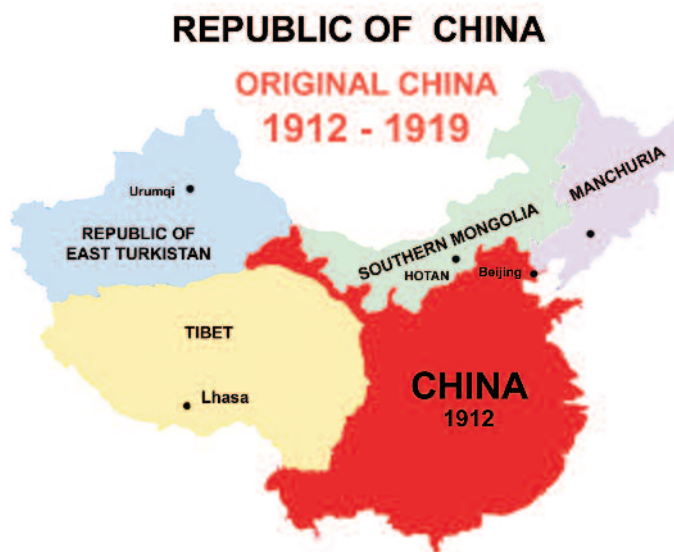 REPUBLIC OF CHINA
ORIGINAL CHINA
1912 - 1919
Urumqi
REPUBLIC OF
EAST TURKISTAN
MANCHURIA
SOUTHERN MONGOLIA
HOTAN
Beijing
TIBET
Lhasa
CHINA
1912